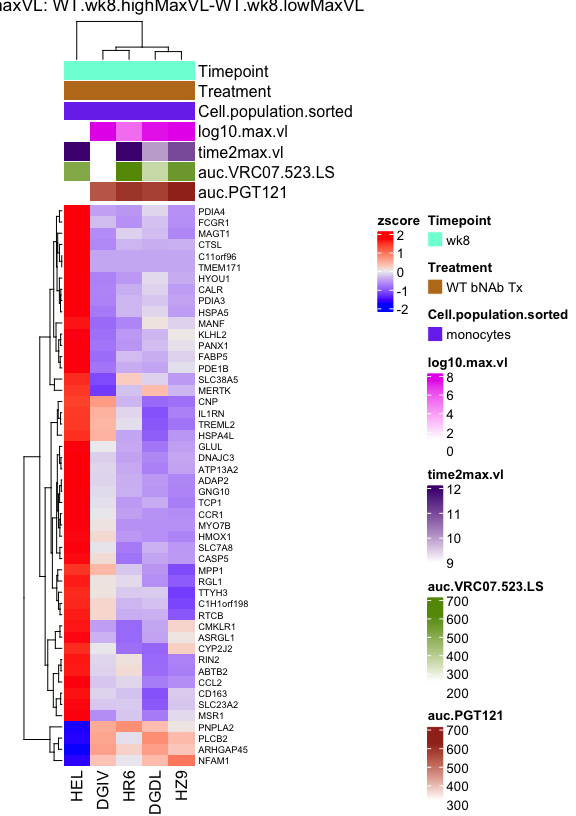 maxVL: WT.wk8.highMaxVL-WT.wk8.lowMaxVL
Timepoint
Treatment
Cell.population.sorted
log10.max.vl
time2max.vl
auc.VRC07.523.LS
auc.PGT121
PDIA4
FCGR1
MAGT1
CTSL
C11orf96
TMEM171
HYOU1
CALR
PDIA3
HSPA5
MANF
KLHL2
PANX1
FABP5
PDE1B
SLC38A5
MERTK
CNP
IL1RN
TREML2
HSPA4L
GLUL
DNAJC3
ATP13A2
ADAP2
GNG10
TCP1
CCR1
MYO7B
HMOX1
SLC7A8
CASP5
MPP1
RGL1
TTYH3
C1H1orf198
RTCB
CMKLR1
ASRGL1
CYP2J2
RIN2
ABTB2
CCL2
CD163
SLC23A2
MSR1
PNPLA2
PLCB2
ARHGAP45
NFAM1
HEL
DGIV
HR6
DGDL
HZ9
zscore
2
1
0
-1
-2
Timepoint
wk8
Treatment
WT bNAb Tx
Cell.population.sorted
monocytes
log10.max.vl
8
6
4
2
0
time2max.vl
12
11
10
9
auc.VRC07.523.LS
700
600
500
400
300
200
auc.PGT121
700
600
500
400
300